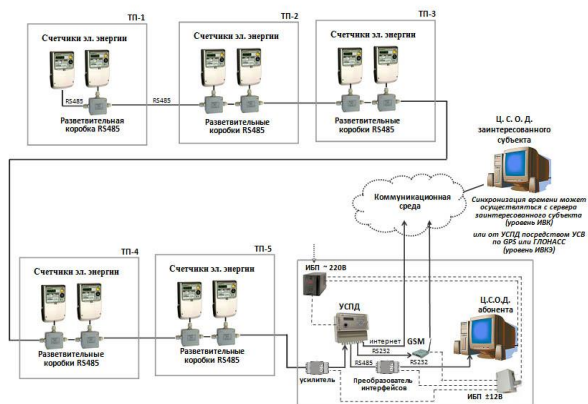 ТП-1
Счетчики эл. энергии
RS485
Разветвительная
коробка RS485
RS485
ТП-2
Счетчики эл. энергии
Разветвительные
коробки RS485
ТП-3
Счетчики эл. энергии
Разветвительные
коробки RS485
Ц. С. О. Д.
заинтересованного
субъекта
Синхронизация времени может
осуществляться с сервера
заинтересованного субъекта
(уровень ИВК)
или от УСПД посредством УСВ
по GPS или ГЛОНАСС
(уровень ИВКЭ)
Коммуникационная
среда
ТП-4
Счетчики эл. энергии
Разветвительные
коробки RS485
ТП-5
Счетчики эл. энергии
Разветвительные
коробки RS485
ИБП ~ 220В
УСПД
интернет
GSM
RS232
RS485
RS232
усилитель
Преобразователь
интерфейсов
Ц.С.О.Д.
абонента
ИБП ±12В